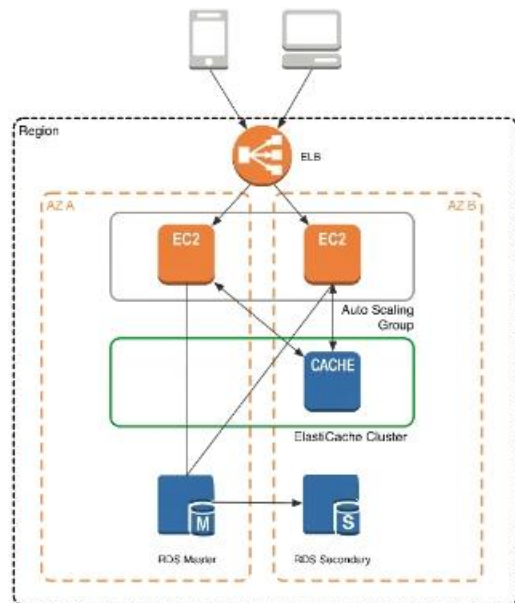 Region
ELB
AZ A
AZ B
EC2
EC2
Auto Scaling
Group
CACHE
ElastiCache Cluster
M
S
RDS Master
RDS Secondary